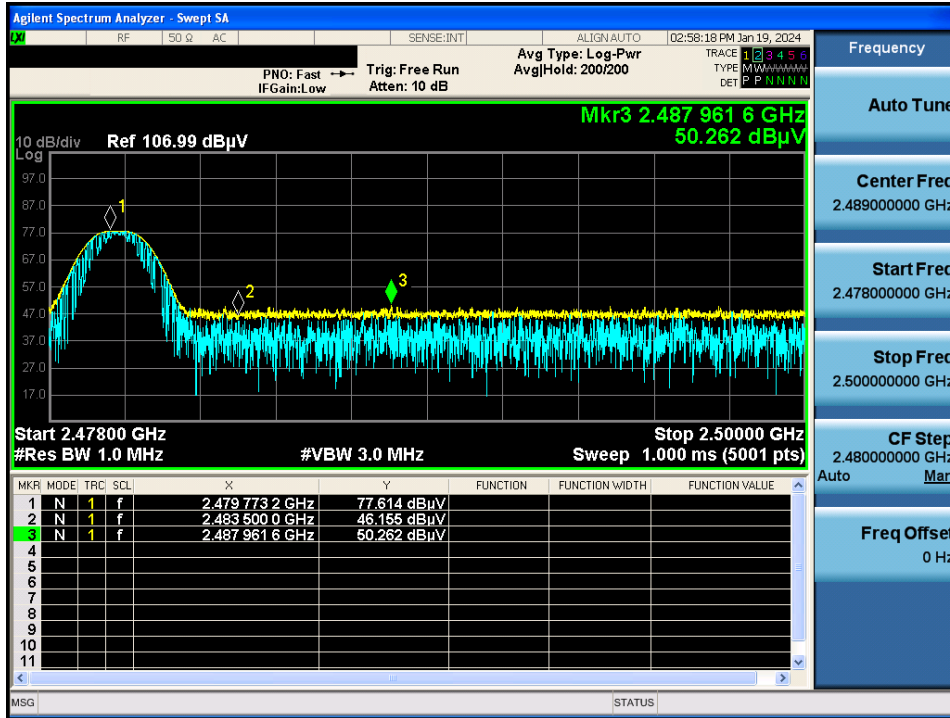 Agilent Spectrum Analyzer - Swept SA
LXI RF 50 Ω AC SENSE:INT ALIGN AUTO 02:58:18 PM Jan 19, 2024
PNO: Fast
IFGain:Low
Trig: Free Run
Atten: 10 dB
Avg Type: Log-Pwr
Avg|Hold: 200/200
TRACE 1 2 3 4 5 6
TYPE M W W W W W
DET P P N N N N
Mkr3 2.487 961 6 GHz
50.262 dBµV
10 dB/div Ref 106.99 dBµV
Log
97.0
87.0
77.0
67.0
57.0
47.0
37.0
27.0
17.0
1
2
3
Start 2.47800 GHz Stop 2.50000 GHz
#Res BW 1.0 MHz #VBW 3.0 MHz Sweep 1.000 ms (5001 pts)
MKR MODE TRC SCL X Y FUNCTION FUNCTION WIDTH FUNCTION VALUE
1 N 1 f 2.479 773 2 GHz 77.614 dBµV
2 N 1 f 2.483 500 0 GHz 46.155 dBµV
3 N 1 f 2.487 961 6 GHz 50.262 dBµV
4
5
6
7
8
9
10
11
MSG STATUS
Frequency
Auto Tune
Center Freq
2.489000000 GHz
Start Freq
2.478000000 GHz
Stop Freq
2.500000000 GHz
CF Step
2.480000000 GHz
Auto Man
Freq Offset
0 Hz